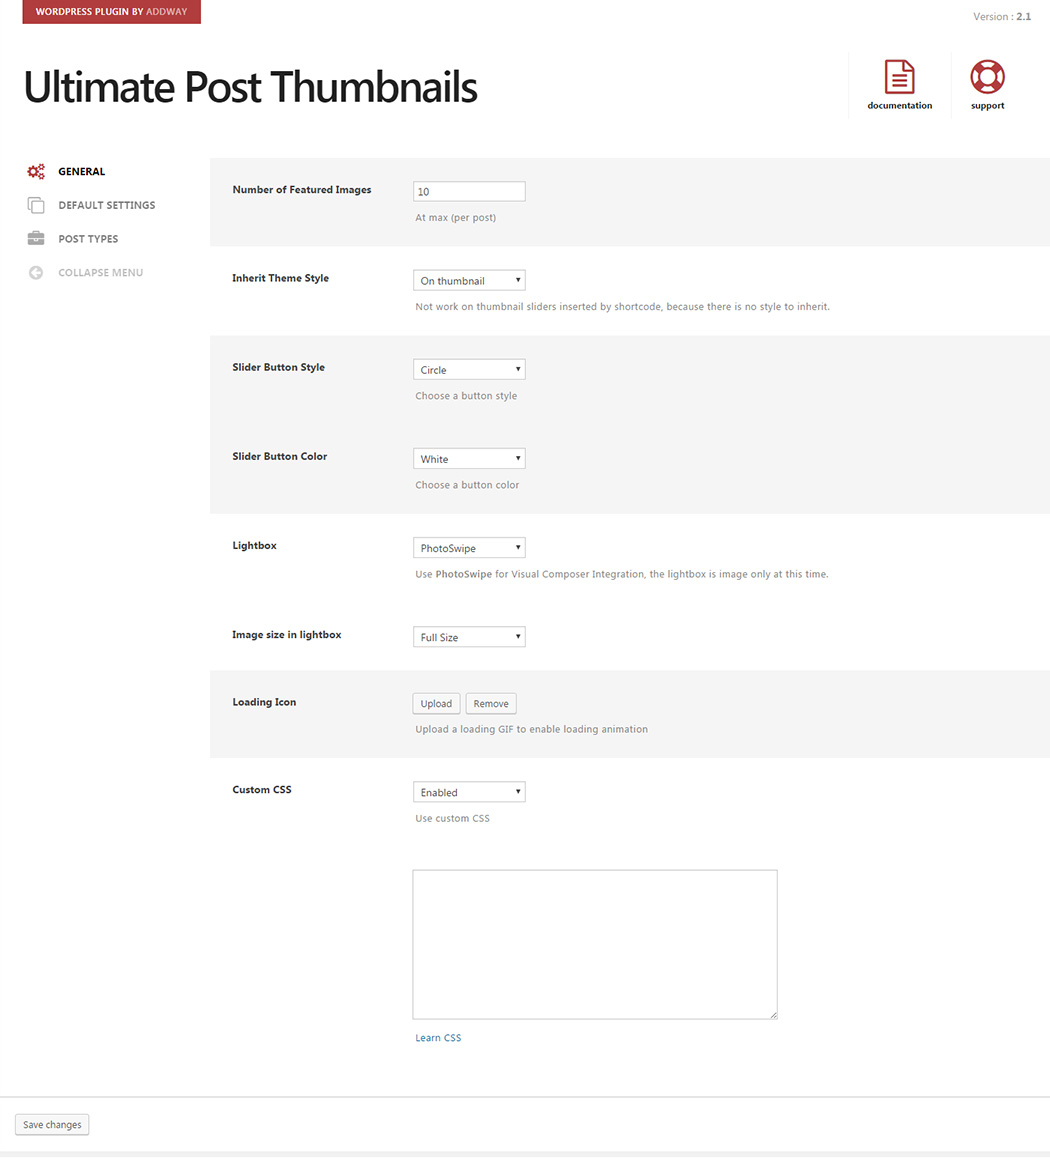 WORDPRESS PLUGIN BY ADDWAY
Version : 2.1
Ultimate Post Thumbnails
documentation
support
GENERAL
DEFAULT SETTINGS
POST TYPES
COLLAPSE MENU
Number of Featured Images
10
At max (per post)
Inherit Theme Style
On thumbnail
Not work on thumbnail sliders inserted by shortcode, because there is no style to inherit.
Slider Button Style
Circle
Choose a button style
Slider Button Color
White
Choose a button color
Lightbox
PhotoSwipe
Use PhotoSwipe for Visual Composer Integration, the lightbox is image only at this time.
Image size in lightbox
Full Size
Loading Icon
Upload
Remove
Upload a loading GIF to enable loading animation
Custom CSS
Enabled
Use custom CSS
Learn CSS
Save changes